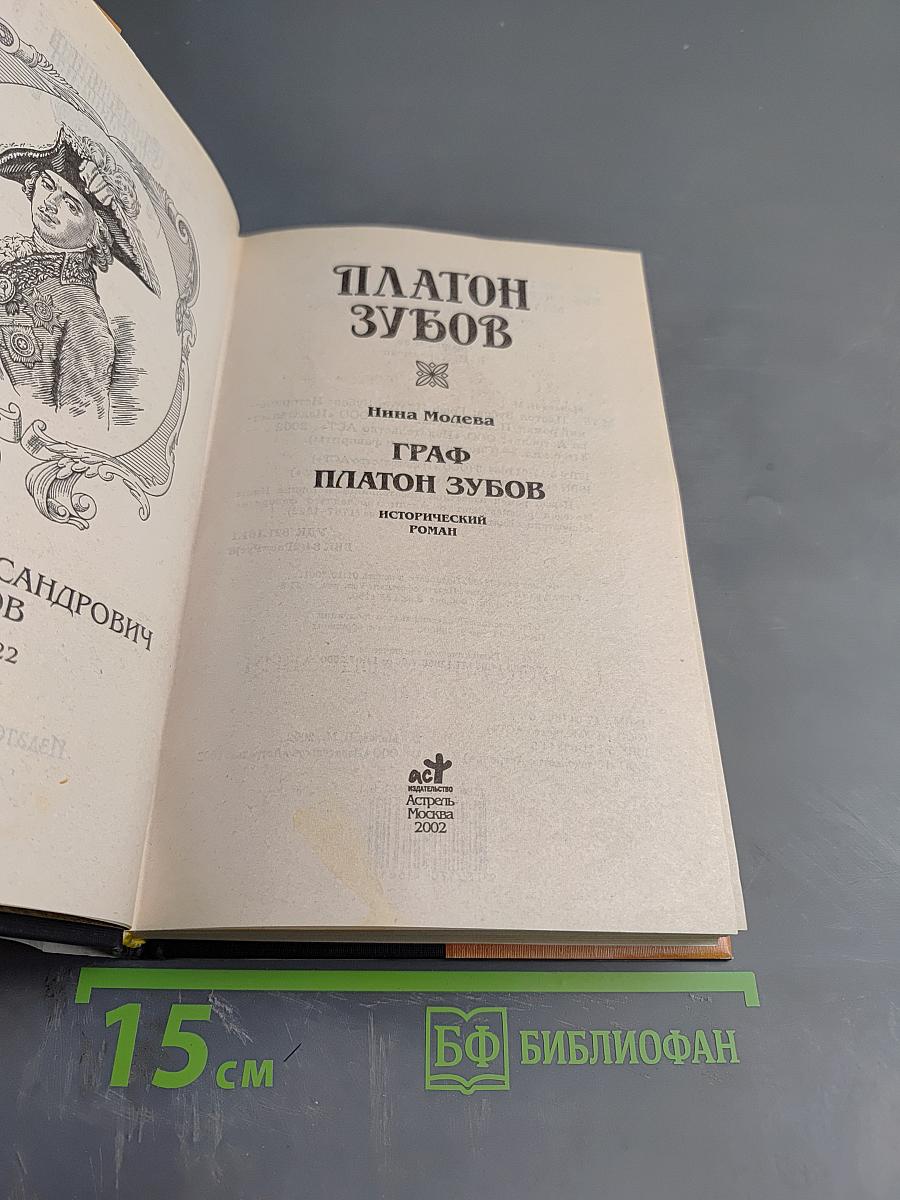 САНДРОВИЧ
ОВ
22
ПЛАТОН
ЗУБОВ
Нина Молева
ГРАФ
ПЛАТОН ЗУБОВ
ИСТОРИЧЕСКИЙ
РОМАН
аст
ИЗДАТЕЛЬСТВО
Астрель
Москва
2002
15 см
БФ БИБЛИОФАН